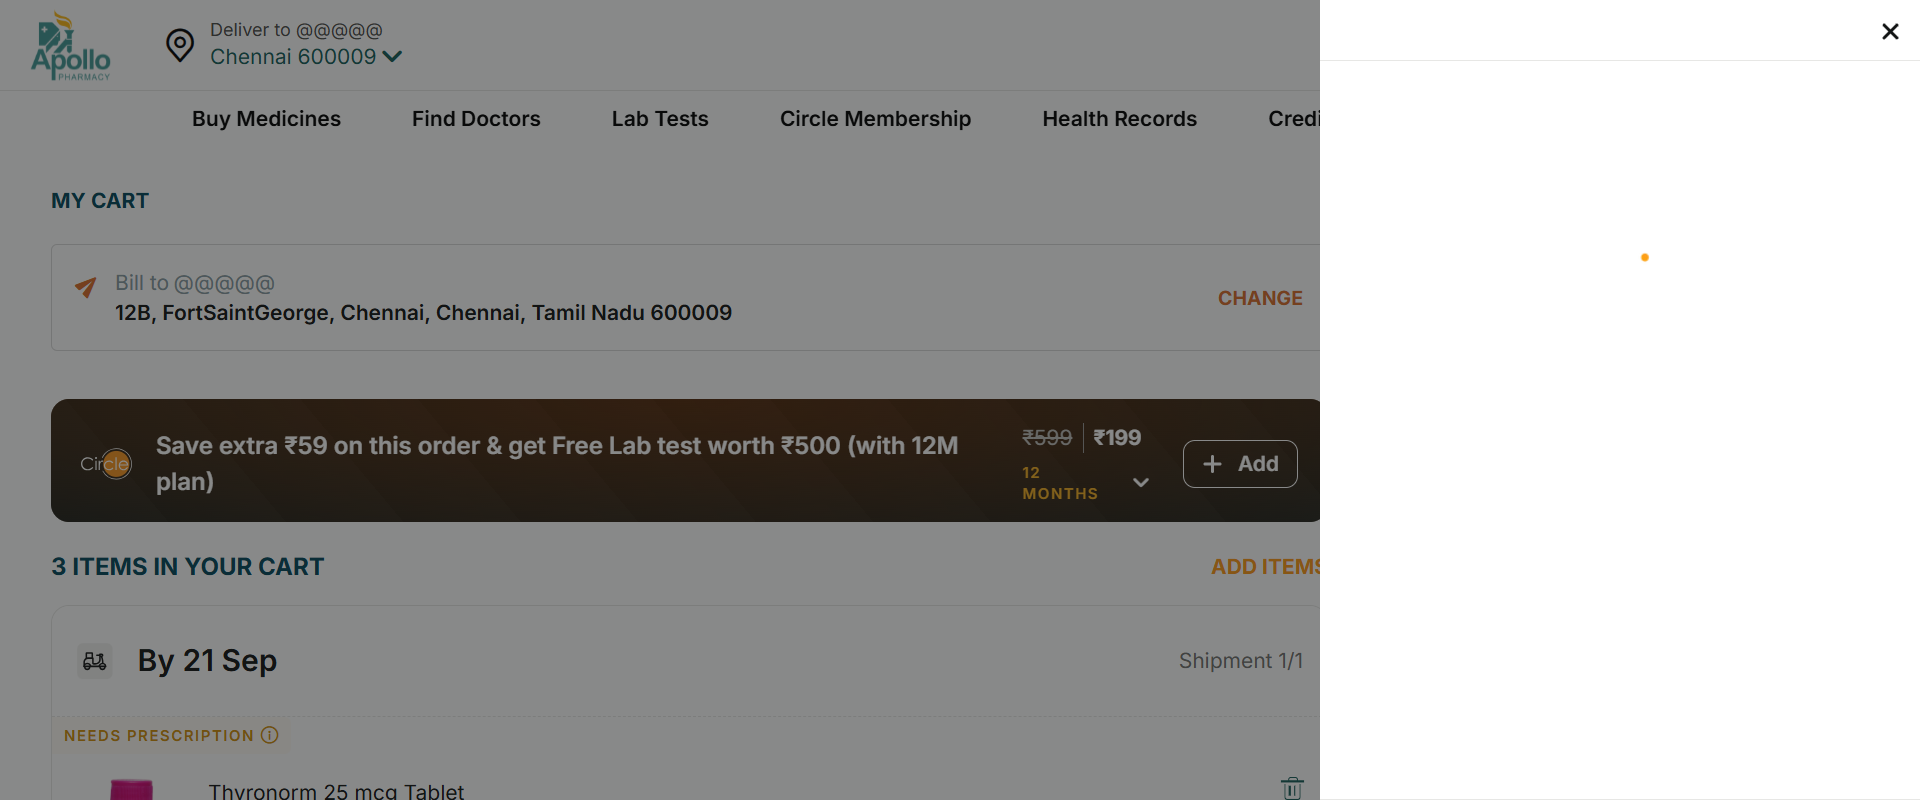 Apollo
PHARMACY
Deliver to @@@@@
Chennai 600009
Buy Medicines
Find Doctors
Lab Tests
Circle Membership
Health Records
Credi
MY CART
Bill to @@@@@
12B, FortSaintGeorge, Chennai, Chennai, Tamil Nadu 600009
CHANGE
Circle
Save extra ₹59 on this order & get Free Lab test worth ₹500 (with 12M
plan)
₹599
₹199
12
MONTHS
Add
3 ITEMS IN YOUR CART
ADD ITEMS
By 21 Sep
Shipment 1/1
NEEDS PRESCRIPTION
Thyronorm 25 mcg Tablet